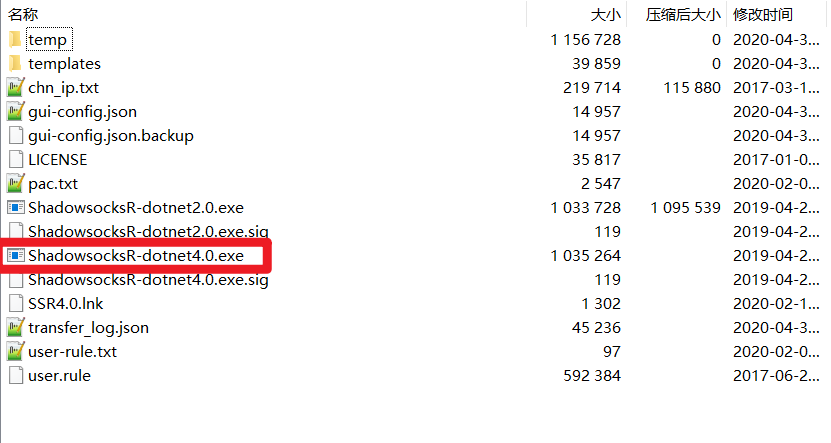 名称 大小 压缩后大小 修改时间
temp 1 156 728 0 2020-04-3...
templates 39 859 0 2020-04-3...
chn_ip.txt 219 714 115 880 2017-03-1...
gui-config.json 14 957 2020-04-3...
gui-config.json.backup 14 957 2020-04-3...
LICENSE 35 817 2017-01-0...
pac.txt 2 547 2020-02-0...
ShadowsocksR-dotnet2.0.exe 1 033 728 1 095 539 2019-04-2...
ShadowsocksR-dotnet2.0.exe.sig 119 2019-04-2...
ShadowsocksR-dotnet4.0.exe 1 035 264 2019-04-2...
ShadowsocksR-dotnet4.0.exe.sig 119 2019-04-2...
SSR4.0.lnk 1 302 2020-02-1...
transfer_log.json 45 236 2020-04-3...
user-rule.txt 97 2020-02-0...
user.rule 592 384 2017-06-2...